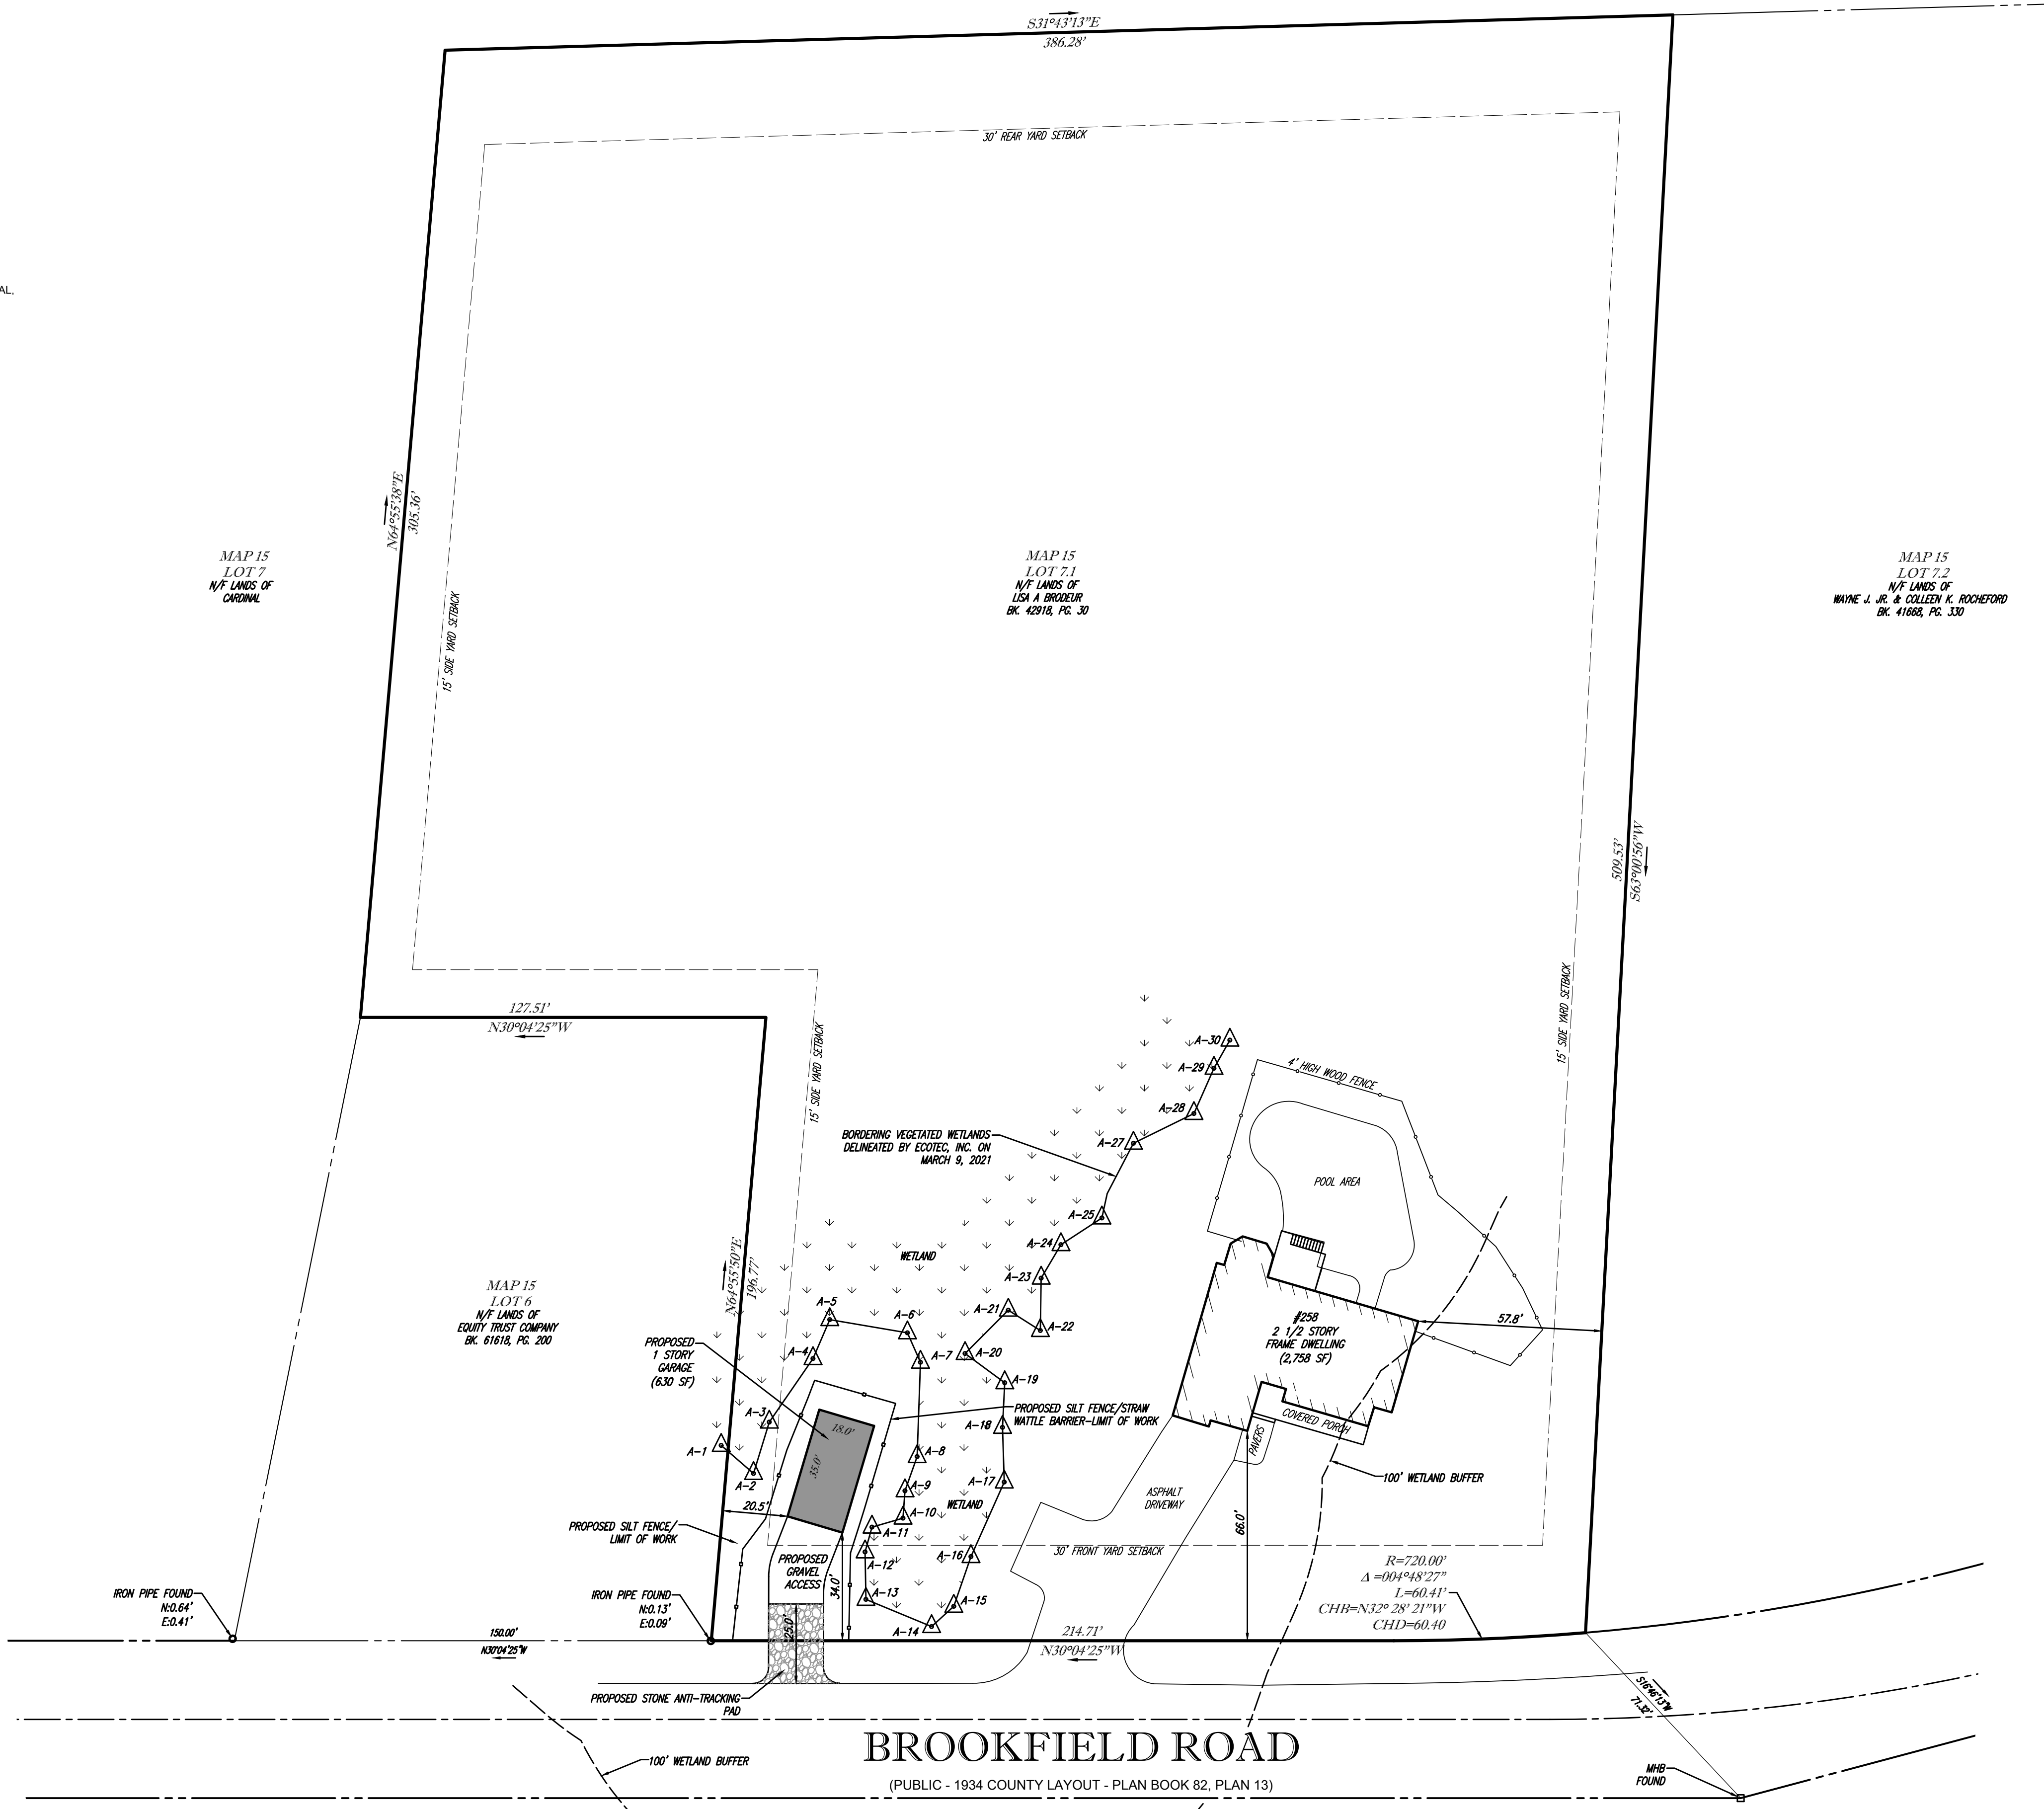 S31°43'13"E
386.28'
30' REAR YARD SETBACK
AL,
N64°55'38"E
305.36'
15' SIDE YARD SETBACK
MAP 15
LOT 7
N/F LANDS OF
CARDINAL
MAP 15
LOT 7.1
N/F LANDS OF
LISA A BRODEUR
BK. 42918, PG. 30
MAP 15
LOT 7.2
N/F LANDS OF
WAYNE J. JR. & COLLEEN K. ROCHEFORD
BK. 41668, PG. 330
509.53'
S63°00'56"W
15' SIDE YARD SETBACK
127.51'
N30°04'25"W
15' SIDE YARD SETBACK
A-30
A-29
A-28
A-27
4' HIGH WOOD FENCE
BORDERING VEGETATED WETLANDS
DELINEATED BY ECOTEC, INC. ON
MARCH 9, 2021
POOL AREA
A-25
A-24
WETLAND
A-23
N64°55'50"E
196.77'
MAP 15
LOT 6
N/F LANDS OF
EQUITY TRUST COMPANY
BK. 61618, PG. 200
A-5
A-6
A-21
A-22
#258
2 1/2 STORY
FRAME DWELLING
(2,758 SF)
57.8'
PROPOSED
1 STORY
GARAGE
(630 SF)
A-4
A-7
A-20
A-19
A-3
18.0'
35.0'
PROPOSED SILT FENCE/STRAW
WATTLE BARRIER-LIMIT OF WORK
A-18
COVERED PORCH
PAVERS
A-1
A-2
A-8
A-17
100' WETLAND BUFFER
A-9
A-10
WETLAND
ASPHALT
DRIVEWAY
20.5'
66.0'
PROPOSED SILT FENCE/
LIMIT OF WORK
A-11
A-12
A-16
30' FRONT YARD SETBACK
PROPOSED
GRAVEL
ACCESS
34.0'
A-13
A-15
A-14
R=720.00'
Δ =004°48'27"
L=60.41'
CHB=N32° 28' 21"W
CHD=60.40
IRON PIPE FOUND
N:0.64'
E:0.41'
IRON PIPE FOUND
N:0.13'
E:0.09'
25.0'
150.00'
N30°04'25"W
214.71'
N30°04'25"W
PROPOSED STONE ANTI-TRACKING
PAD
S16°46'13"W
71.32'
BROOKFIELD ROAD
(PUBLIC - 1934 COUNTY LAYOUT - PLAN BOOK 82, PLAN 13)
100' WETLAND BUFFER
MHB
FOUND